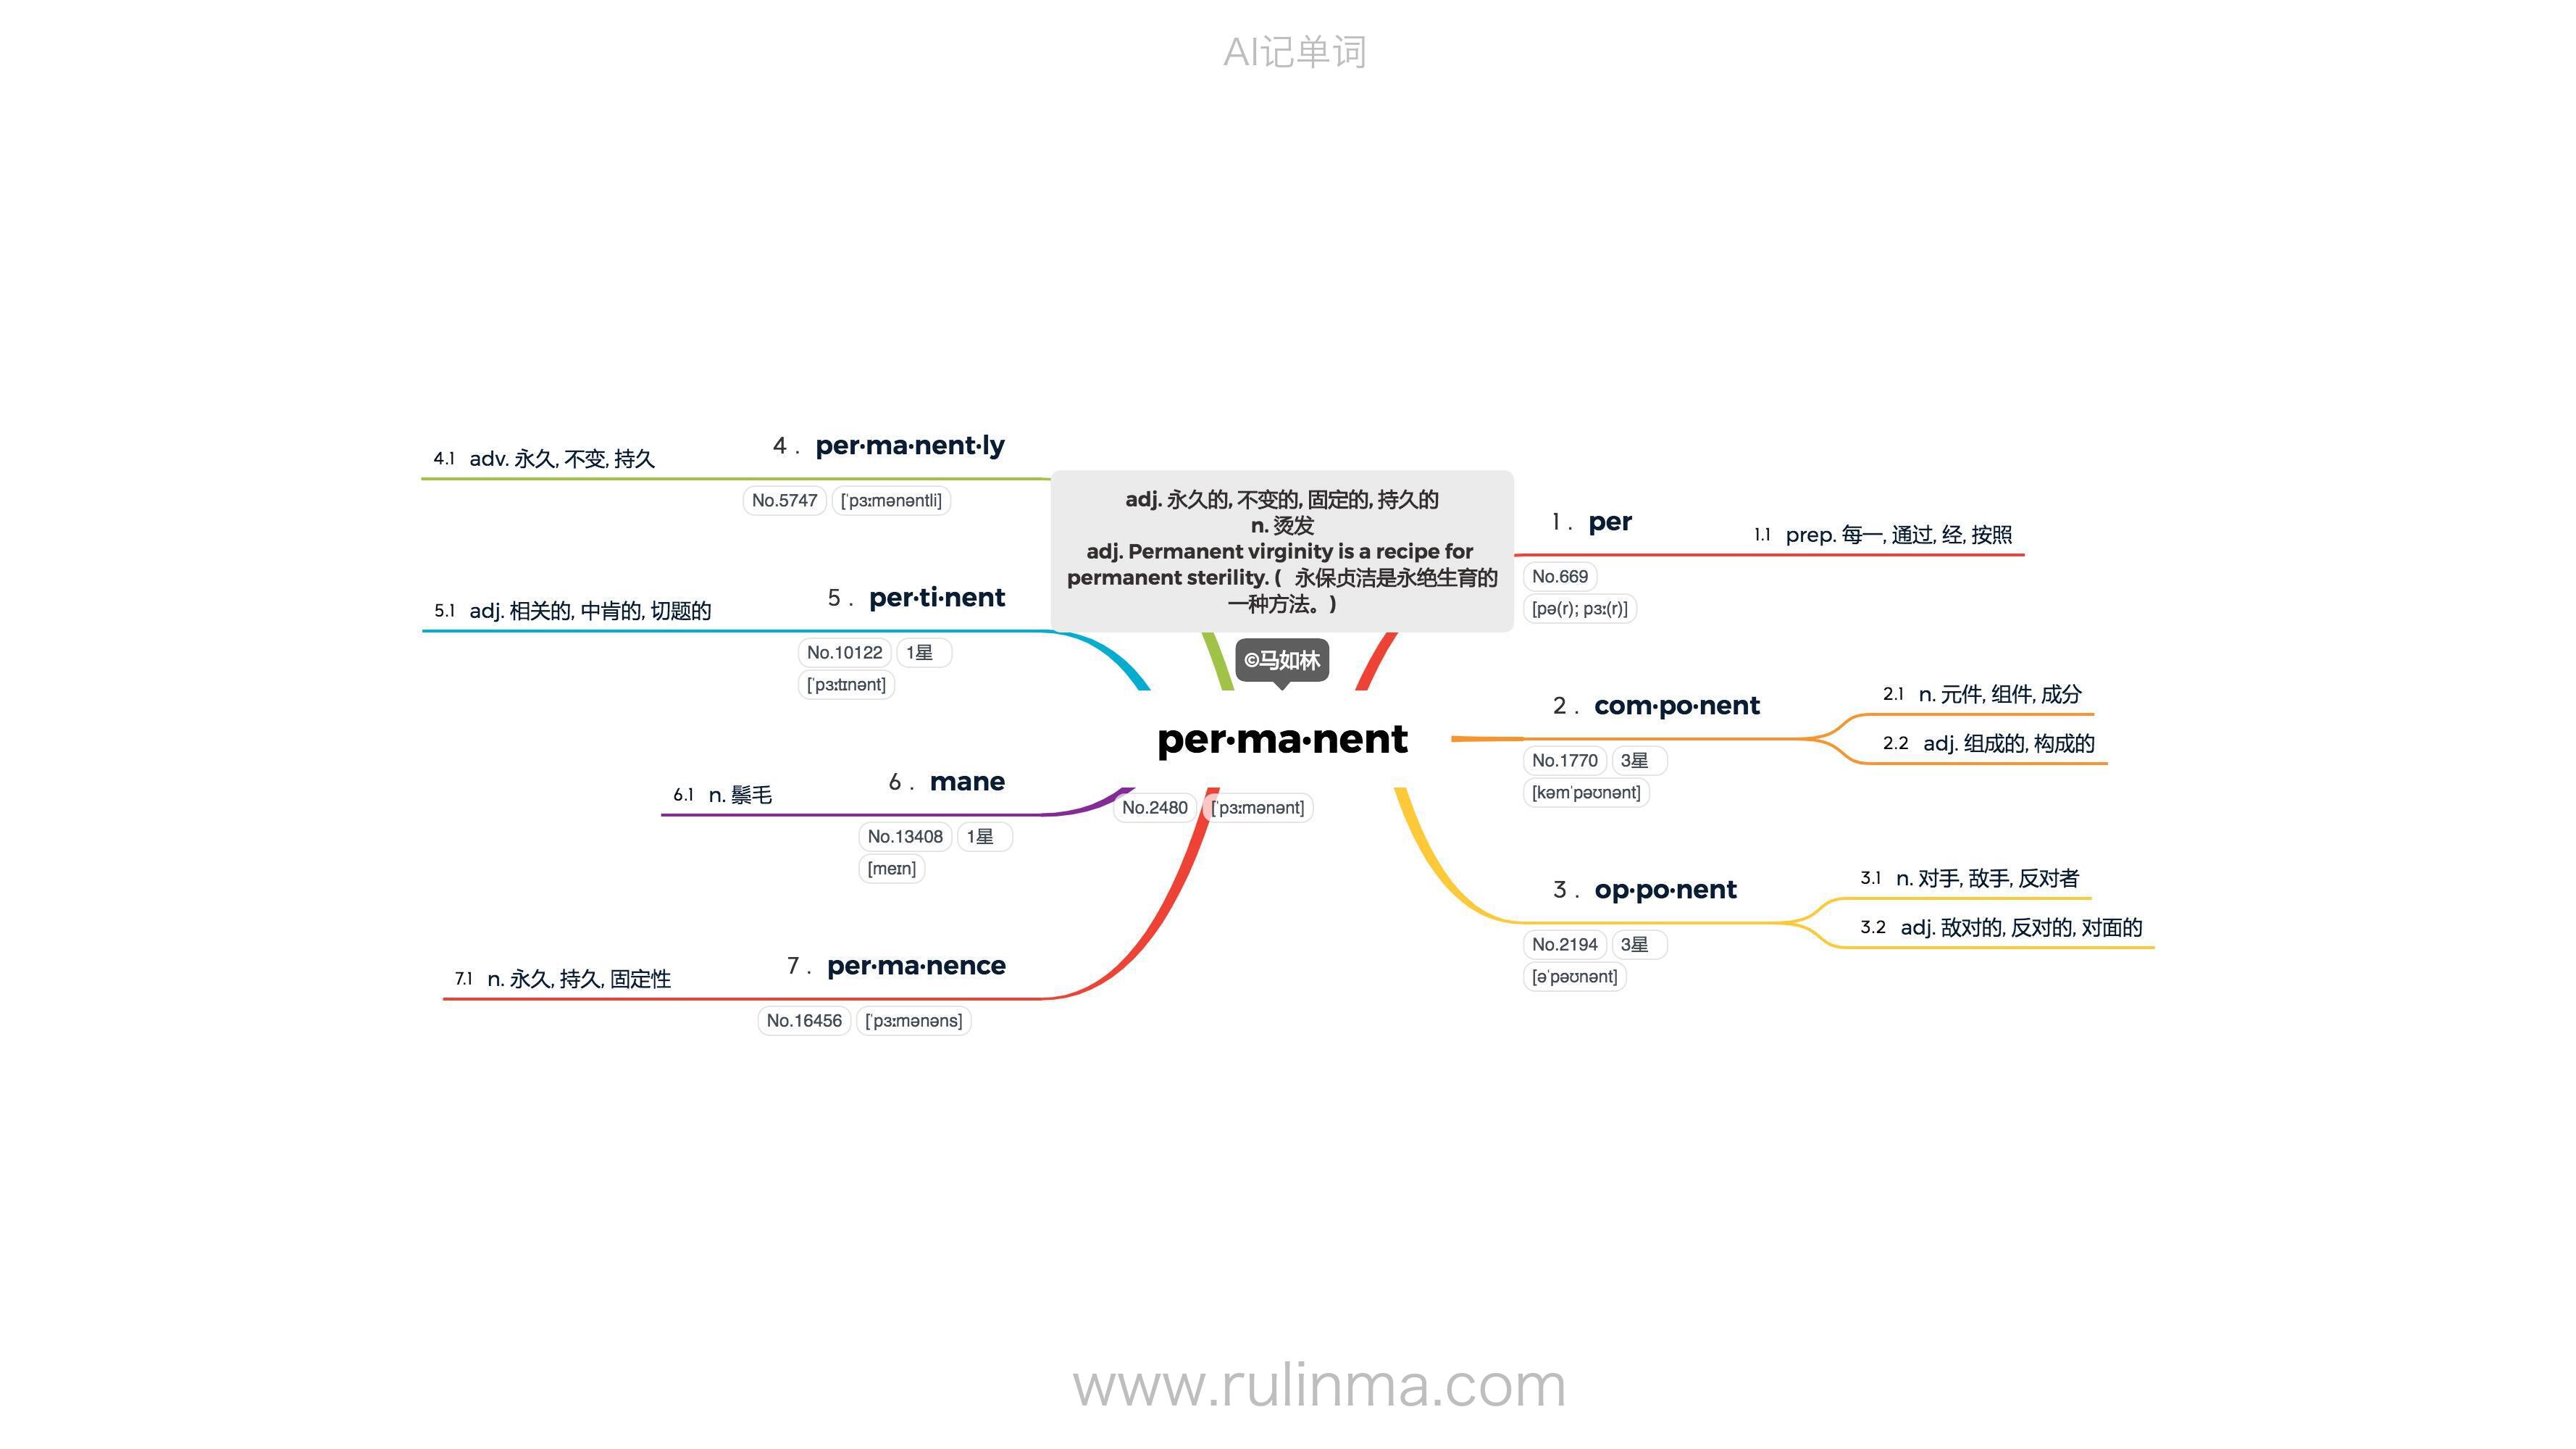 AI记单词
adj. 永久的, 不变的, 固定的, 持久的
n. 烫发
adj. Permanent virginity is a recipe for
permanent sterility. ( 永保贞洁是永绝生育的
一种方法。)
©马如林
per·ma·nent
No.2480 [ˈpɜːmənənt]
1 . per
1.1 prep. 每一, 通过, 经, 按照
No.669
[pə(r); pɜː(r)]
2 . com·po·nent
2.1 n. 元件, 组件, 成分
2.2 adj. 组成的, 构成的
No.1770 3星
[kəmˈpəʊnənt]
3 . op·po·nent
3.1 n. 对手, 敌手, 反对者
3.2 adj. 敌对的, 反对的, 对面的
No.2194 3星
[əˈpəʊnənt]
4 . per·ma·nent·ly
4.1 adv. 永久, 不变, 持久
No.5747 [ˈpɜːmənəntli]
5 . per·ti·nent
5.1 adj. 相关的, 中肯的, 切题的
No.10122 1星
[ˈpɜːtɪnənt]
6 . mane
6.1 n. 鬃毛
No.13408 1星
[meɪn]
7 . per·ma·nence
7.1 n. 永久, 持久, 固定性
No.16456 [ˈpɜːmənəns]
www.rulinma.com